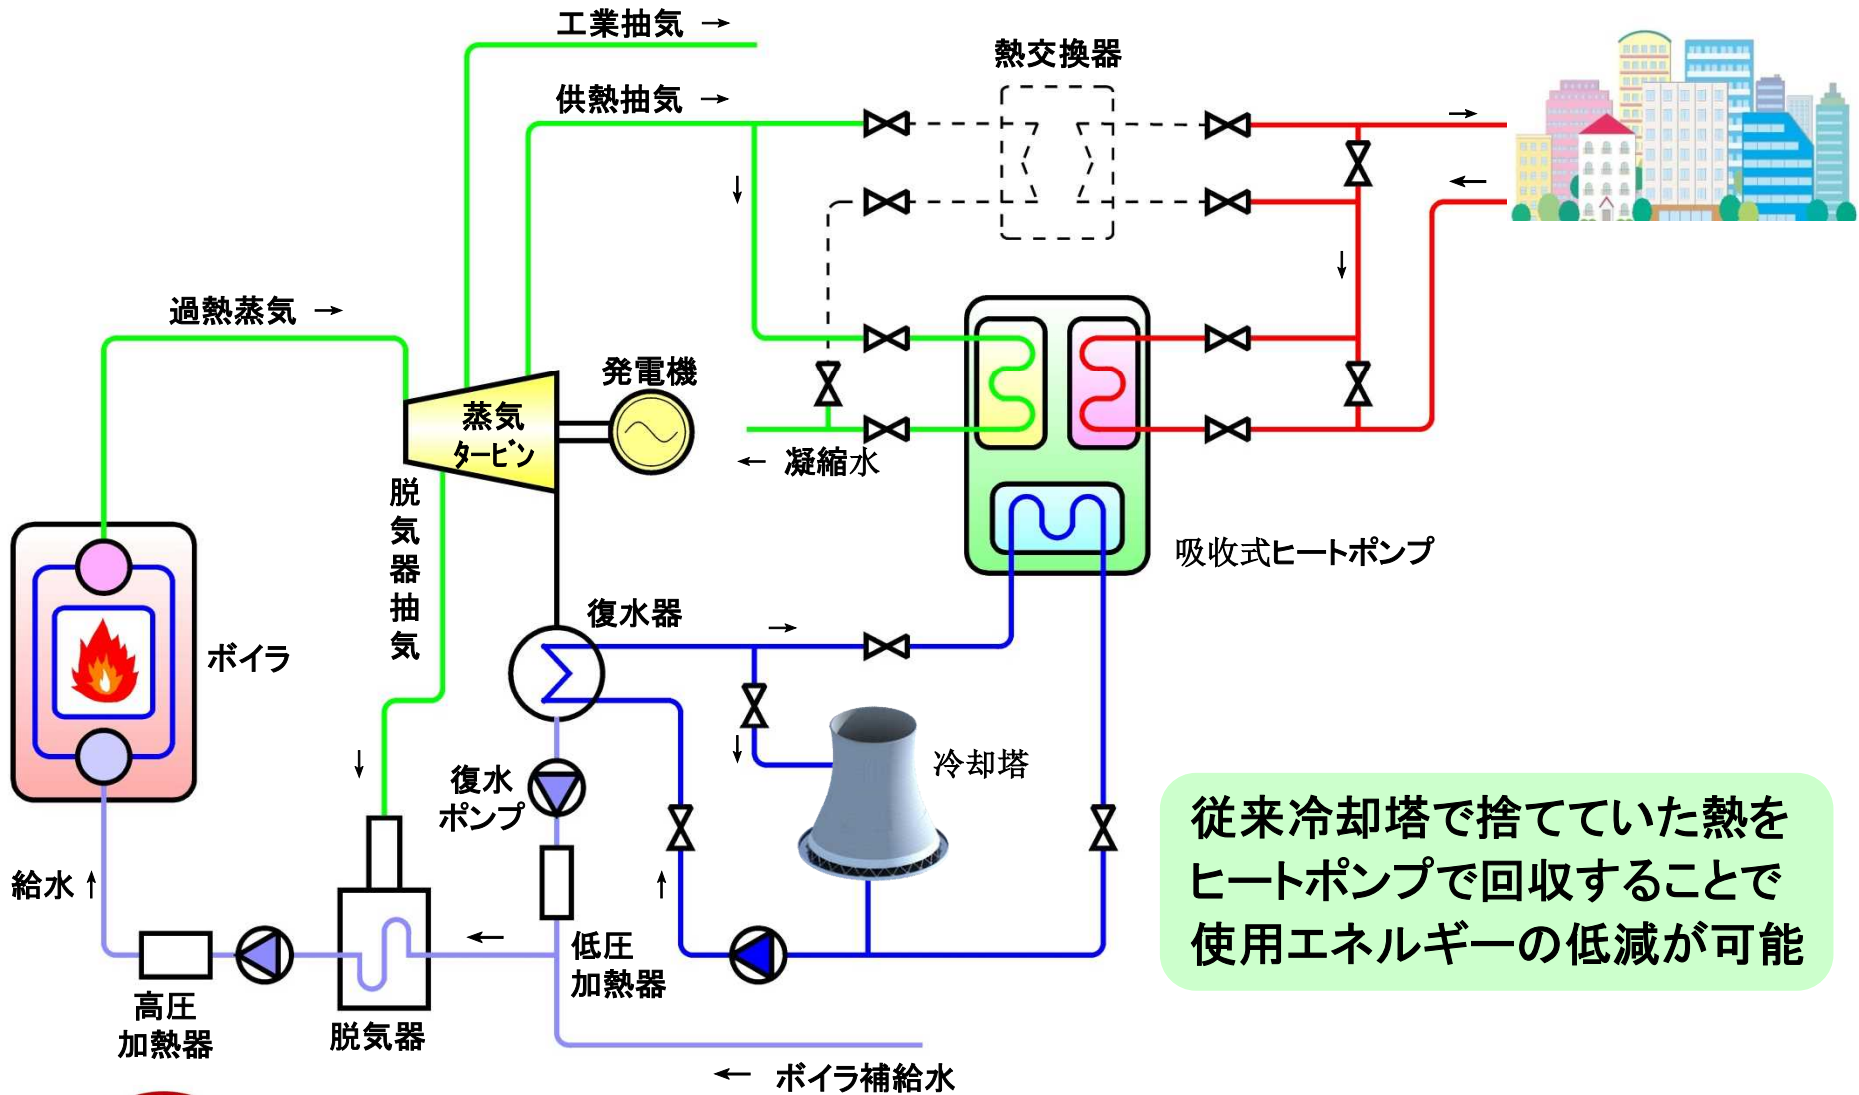 工業抽気 →
熱交換器
供熱抽気 →
過熱蒸気 →
発電機
蒸気
タービン
← 凝縮水
脱
気
器
抽
気
吸収式ヒートポンプ
復水器
ボイラ
冷却塔
復水
ポンプ
従来冷却塔で捨てていた熱を
ヒートポンプで回収することで
使用エネルギーの低減が可能
給水
低圧
加熱器
高圧
加熱器
脱気器
← ボイラ補給水